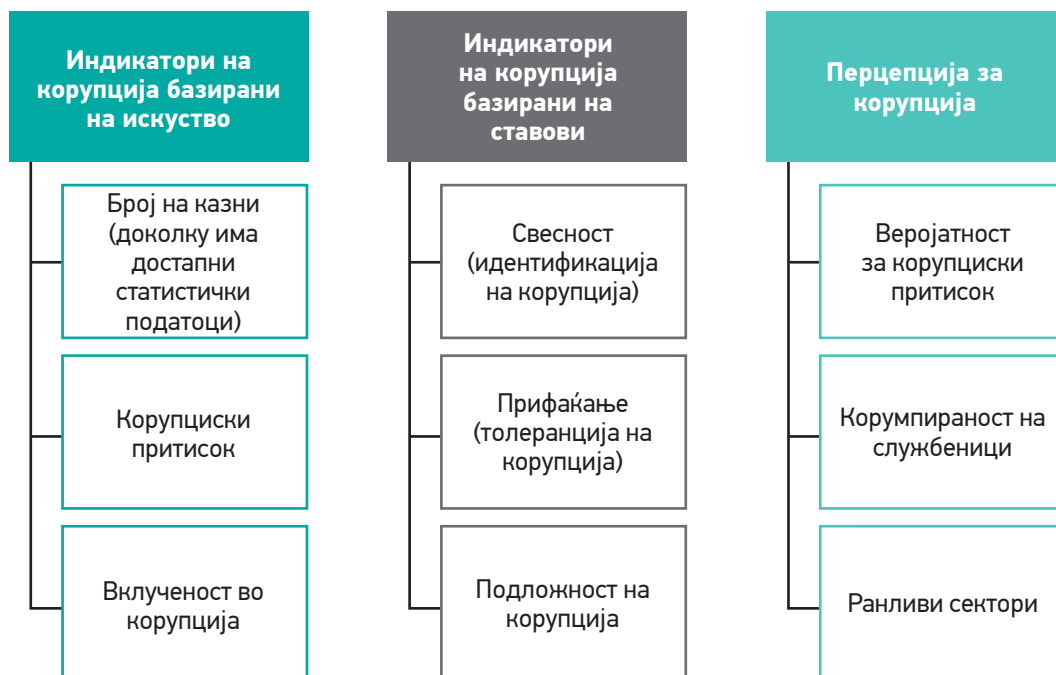 Индикатори на
корупција базирани
на искуство
Број на казни
(доколку има
достапни
статистички
податоци)
Корупциски
притисок
Вклученост во
корупција
Индикатори
на корупција
базирани на
ставови
Свесност
(идентификација
на корупција)
Прифаќање
(толеранција на
корупција)
Подложност на
корупција
Перцепција за
корупција
Веројатност
за корупциски
притисок
Корумпираност на
службеници
Ранливи сектори